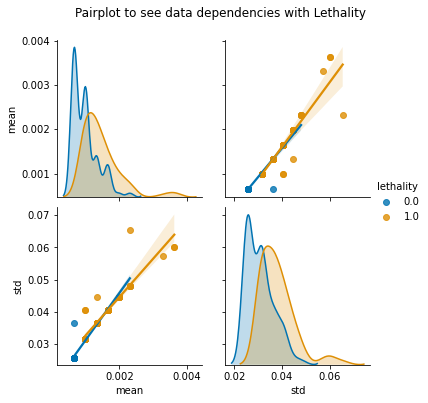 Pairplot to see data dependencies with Lethality
0.004
0.003
0.002
0.001
mean
lethality
0.0
1.0
0.07
0.06
0.05
0.04
0.03
std
0.002 0.004
0.02 0.04 0.06
mean std